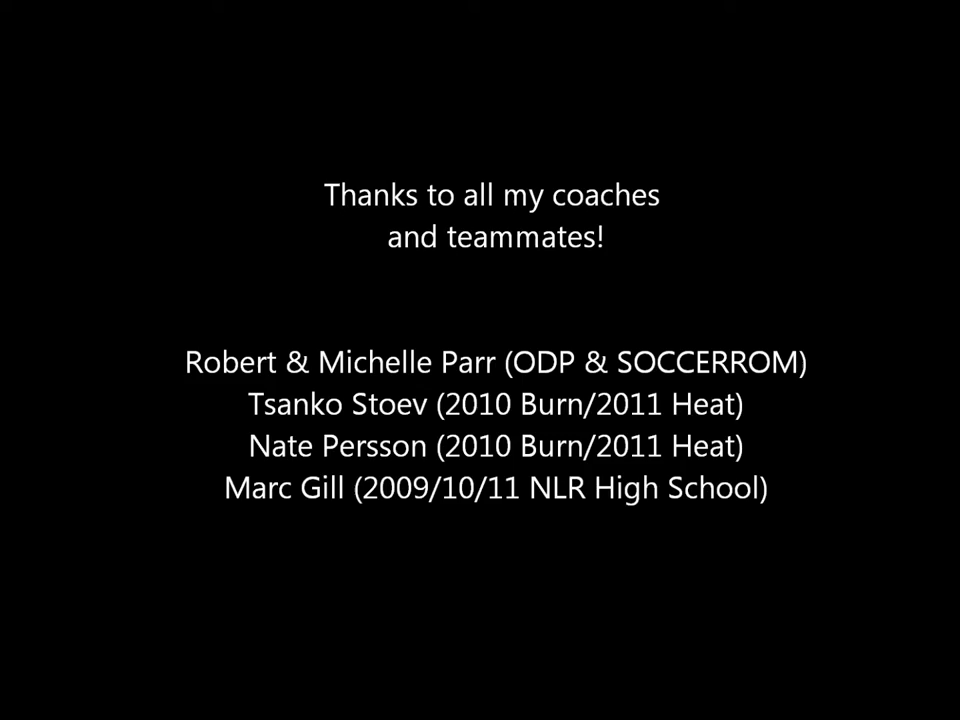 Thanks to all my coaches
and teammates!
Robert & Michelle Parr (ODP & SOCCERROM)
Tsanko Stoev (2010 Burn/2011 Heat)
Nate Persson (2010 Burn/2011 Heat)
Marc Gill (2009/10/11 NLR High School)